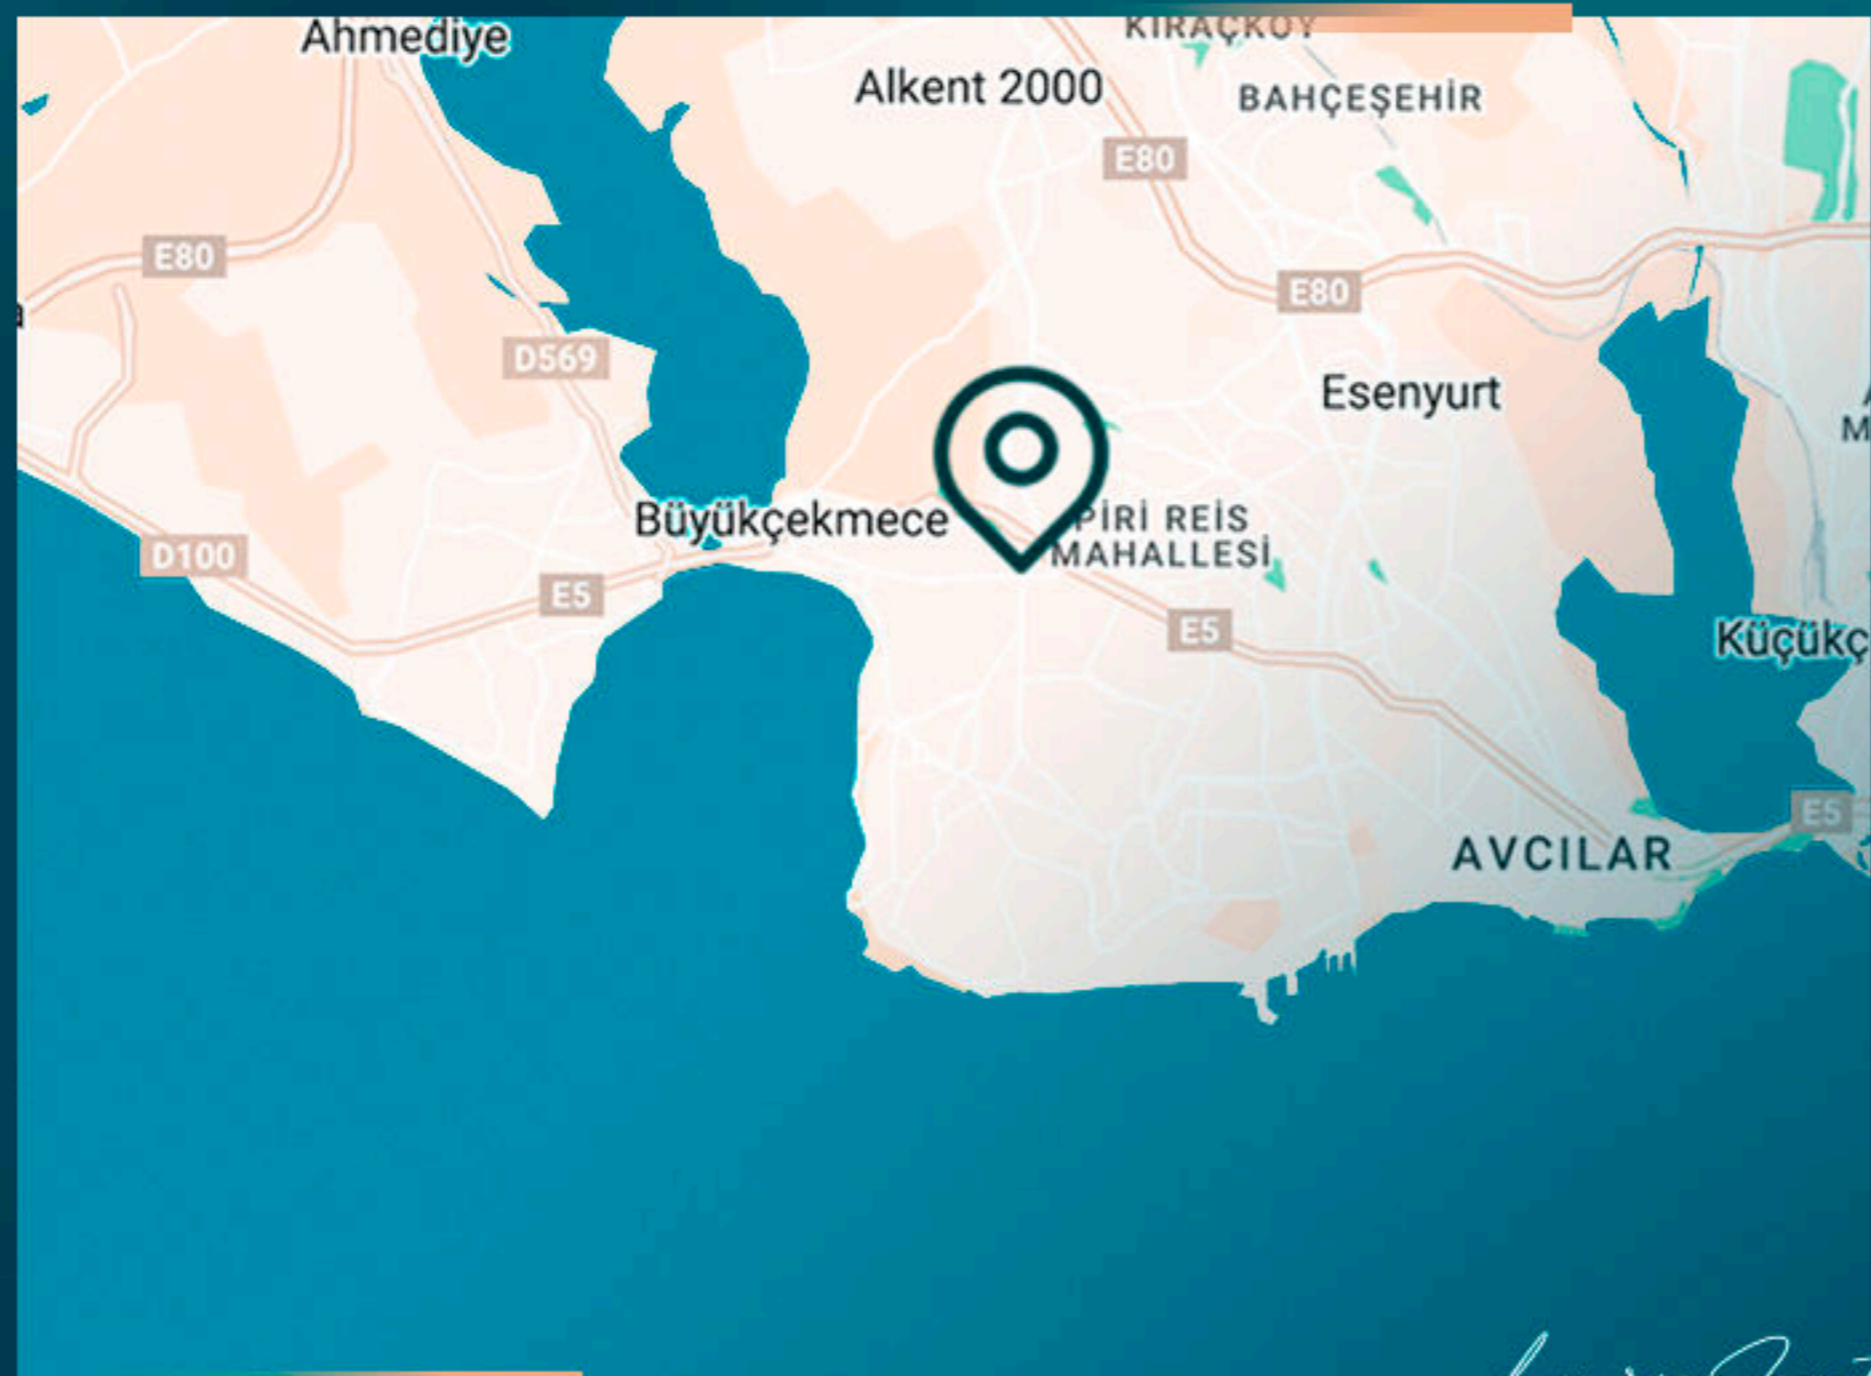 Ahmediye
KIRAÇKÖY
Alkent 2000
BAHÇEŞEHİR
E80
E80
E80
D569
Esenyurt
Büyükçekmece
PİRİ REİS
MAHALLESİ
D100
E5
E5
Küçükç
E5
AVCILAR